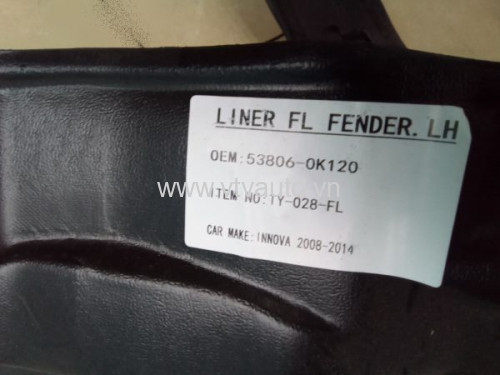 LINER FL FENDER.LH
OEM:53806-0K120
www.vtvauto.vn
ITEM NO:TY-028-FL
CAR MAKE:INNOVA 2008-2014